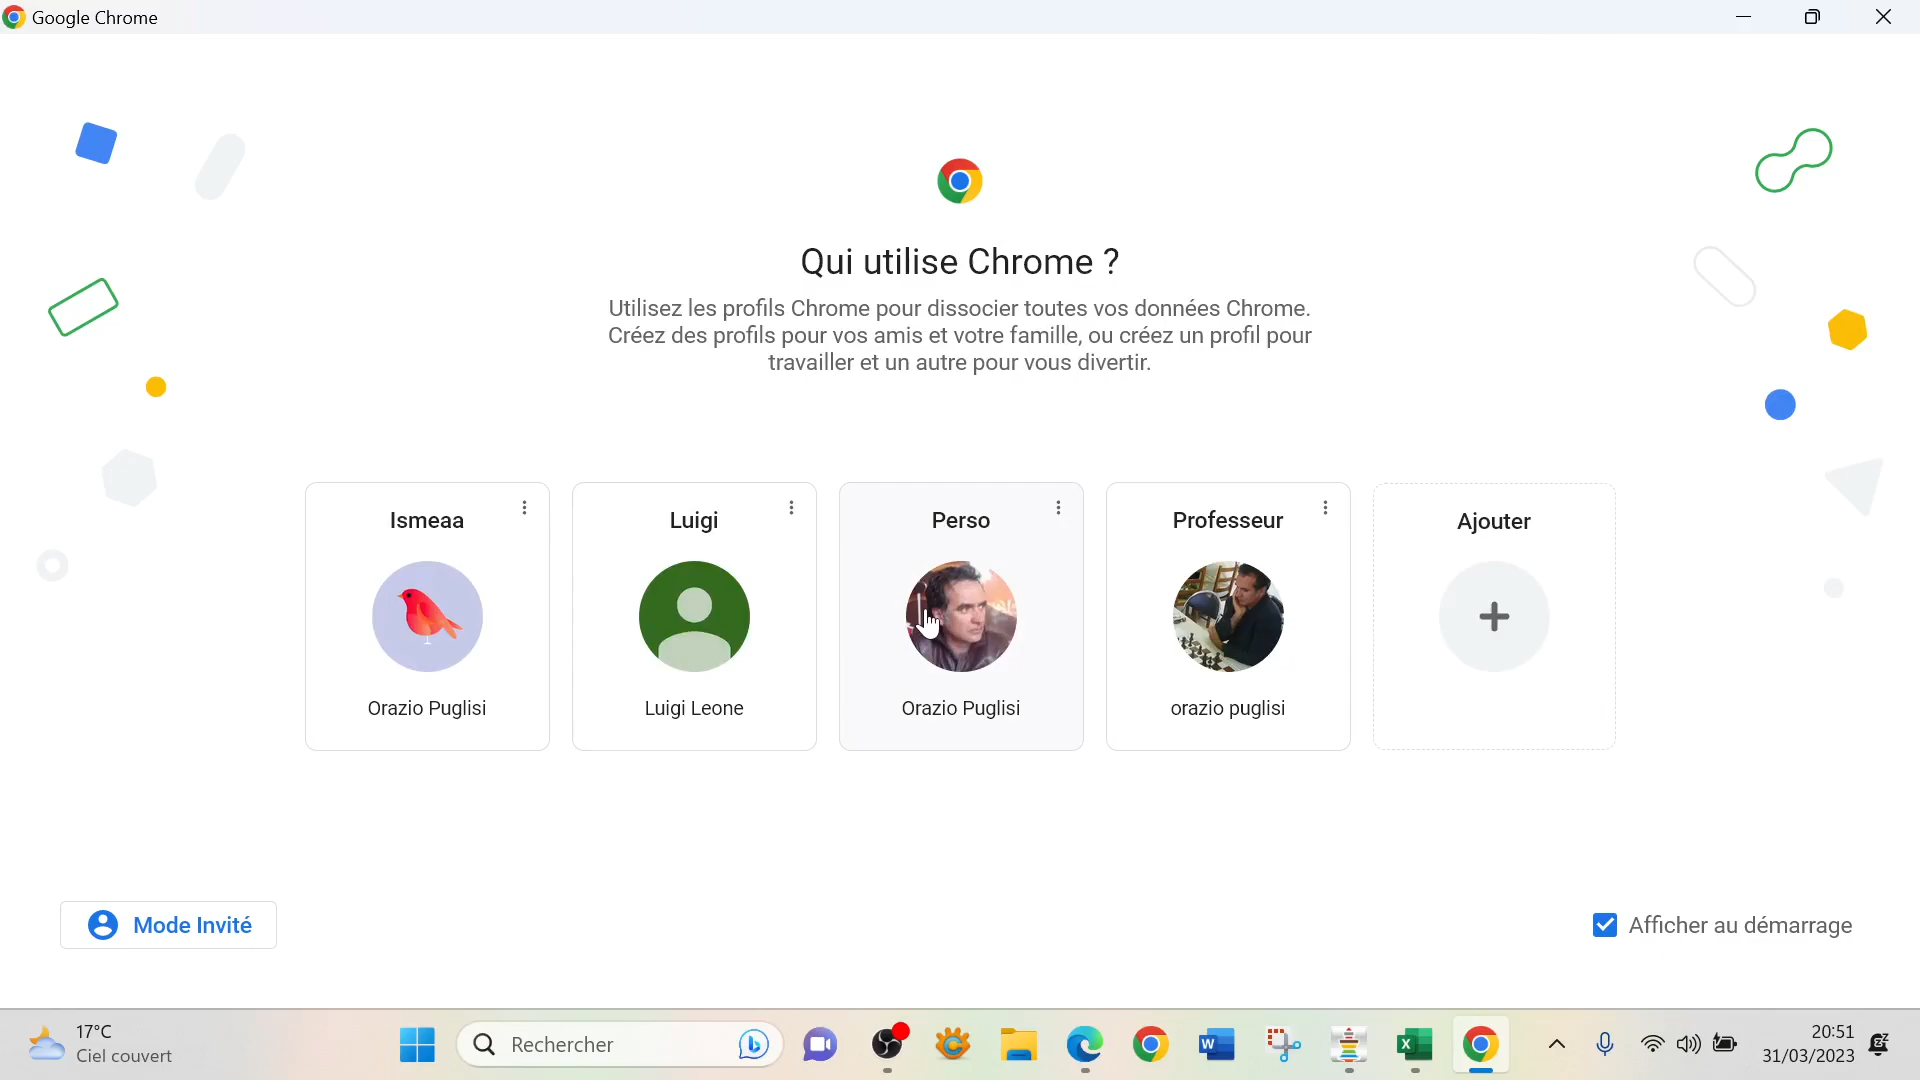 Google Chrome
Qui utilise Chrome ?
Utilisez les profils Chrome pour dissocier toutes vos données Chrome.
Créez des profils pour vos amis et votre famille, ou créez un profil pour
travailler et un autre pour vous divertir.
Ismeaa
Luigi
Perso
Professeur
Ajouter
Orazio Puglisi
Luigi Leone
Orazio Puglisi
orazio puglisi
Mode Invité
Afficher au démarrage
17°C
Ciel couvert
Rechercher
20:51
31/03/2023